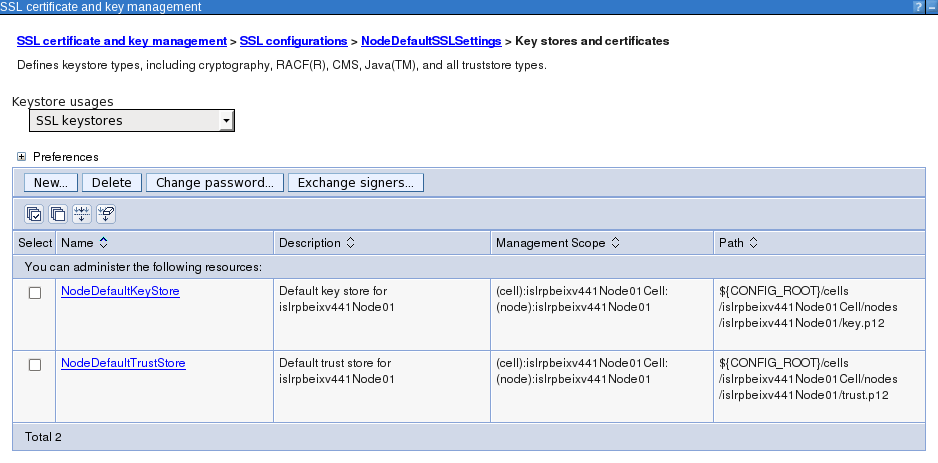 SSL certificate and key management ? –
SSL certificate and key management > SSL configurations > NodeDefaultSSLSettings > Key stores and certificates
Defines keystore types, including cryptography, RACF(R), CMS, Java(TM), and all truststore types.
Keystore usages
SSL keystores
Preferences
New... Delete Change password... Exchange signers...
Select Name Description Management Scope Path
You can administer the following resources:
NodeDefaultKeyStore Default key store for (cell):islrpbeixv441Node01Cell: ${CONFIG_ROOT}/cells
islrpbeixv441Node01 (node):islrpbeixv441Node01 /islrpbeixv441Node01Cell/nodes
/islrpbeixv441Node01/key.p12
NodeDefaultTrustStore Default trust store for (cell):islrpbeixv441Node01Cell: ${CONFIG_ROOT}/cells
islrpbeixv441Node01 (node):islrpbeixv441Node01 /islrpbeixv441Node01Cell/nodes
/islrpbeixv441Node01/trust.p12
Total 2